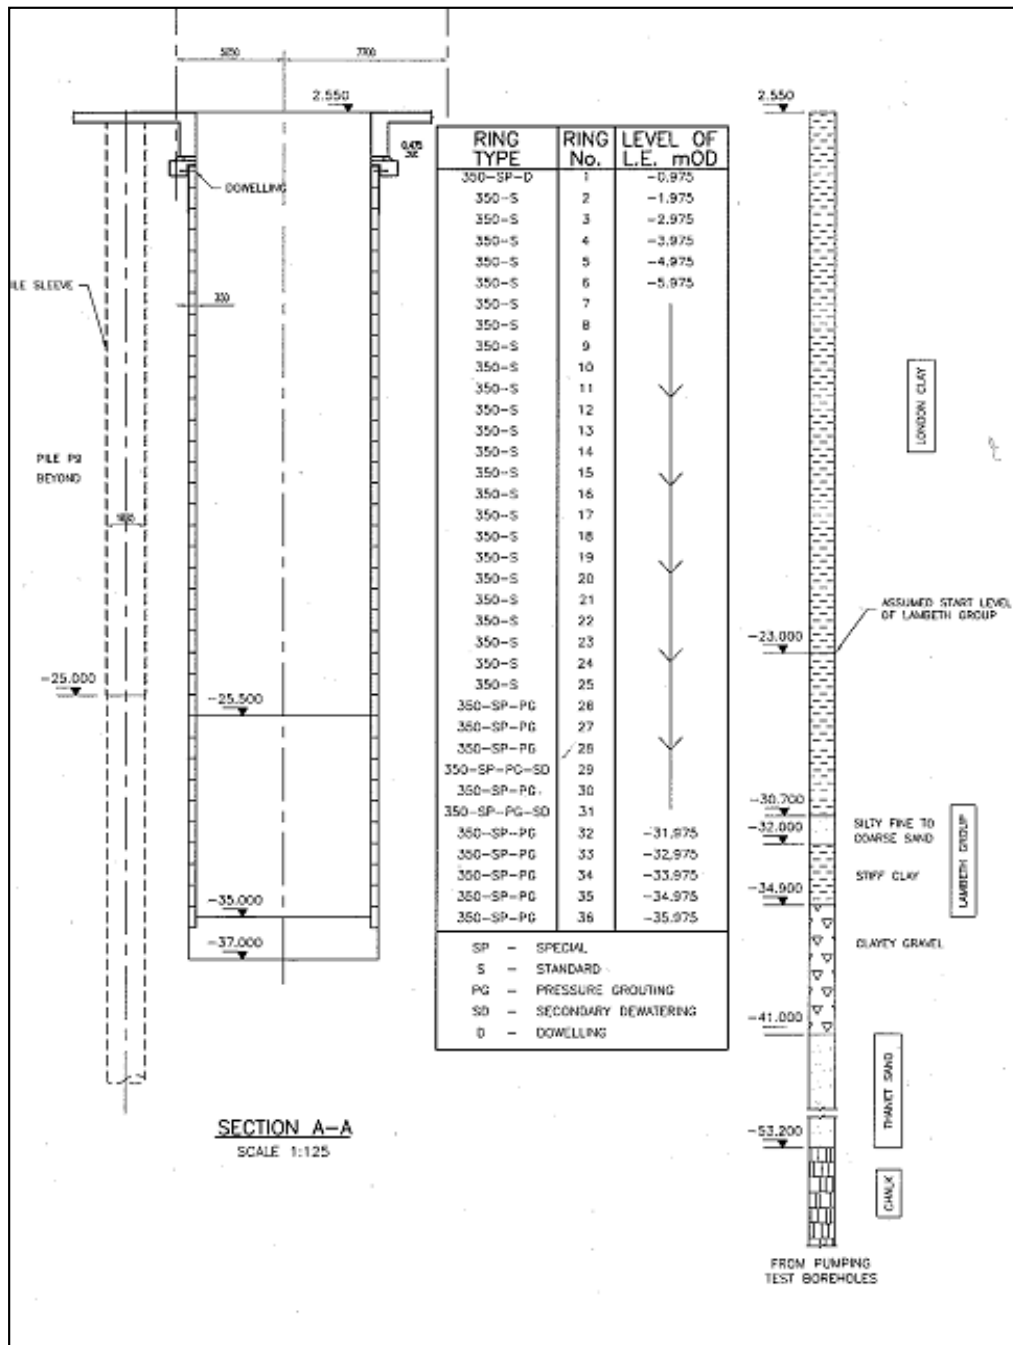 5250 7700
2.550
2.550
DOWELLING
ILE SLEEVE
350
PILE P9
BEYOND
-25.000
-25.500
-35.000
-37.000
SECTION A-A
SCALE 1:125
RING TYPE RING No. LEVEL OF L.E. mOD
350-SP-D 1 -0.975
350-S 2 -1.975
350-S 3 -2.975
350-S 4 -3.975
350-S 5 -4.975
350-S 6 -5.975
350-S 7
350-S 8
350-S 9
350-S 10
350-S 11
350-S 12
350-S 13
350-S 14
350-S 15
350-S 16
350-S 17
350-S 18
350-S 19
350-S 20
350-S 21
350-S 22
350-S 23
350-S 24
350-S 25
350-SP-PG 26
350-SP-PG 27
350-SP-PG 28
350-SP-PG-SD 29
350-SP-PG 30
350-SP-PG-SD 31
350-SP-PG 32 -31.975
350-SP-PG 33 -32.975
350-SP-PG 34 -33.975
350-SP-PG 35 -34.975
350-SP-PG 36 -35.975
SP - SPECIAL
S - STANDARD
PG - PRESSURE GROUTING
SD - SECONDARY DEWATERING
D - DOWELLING
LONDON CLAY
ASSUMED START LEVEL
OF LAMBETH GROUP
-23.000
-30.700
-32.000
SILTY FINE TO
COARSE SAND
STIFF CLAY
-34.900
LAMBETH GROUP
CLAYEY GRAVEL
-41.000
THANET SAND
-53.200
CHALK
FROM PUMPING
TEST BOREHOLES